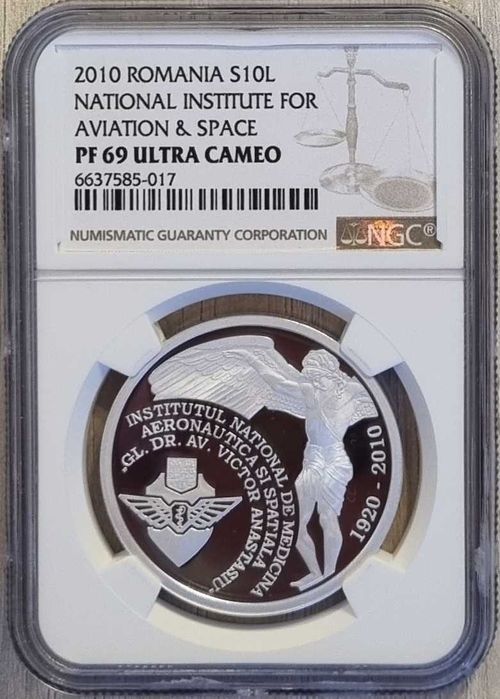 2010 ROMANIA S10L
NATIONAL INSTITUTE FOR
AVIATION & SPACE
PF 69 ULTRA CAMEO
6637585-017
NUMISMATIC GUARANTY CORPORATION
NGC®
INSTITUTUL NATIONAL DE MEDICINA
AERONAUTICA SI SPATIALA
„GL. DR. AV. VICTOR ANASTASIU”
1920 - 2010